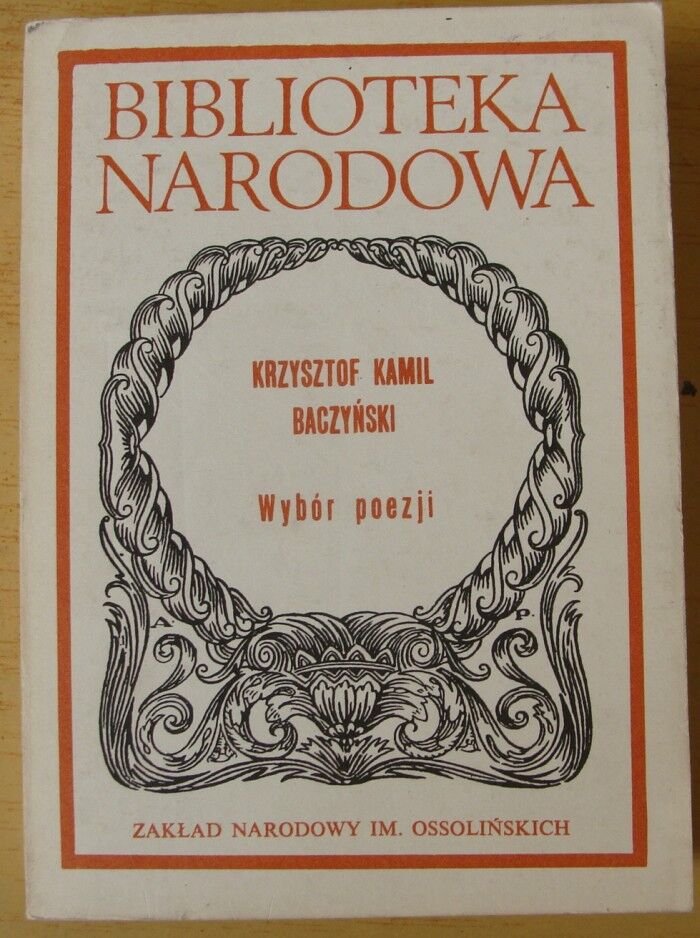 BIBLIOTEKA
NARODOWA
KRZYSZTOF KAMIL
BACZYŃSKI
Wybór poezji
A. P.
ZAKŁAD NARODOWY IM. OSSOLIŃSKICH